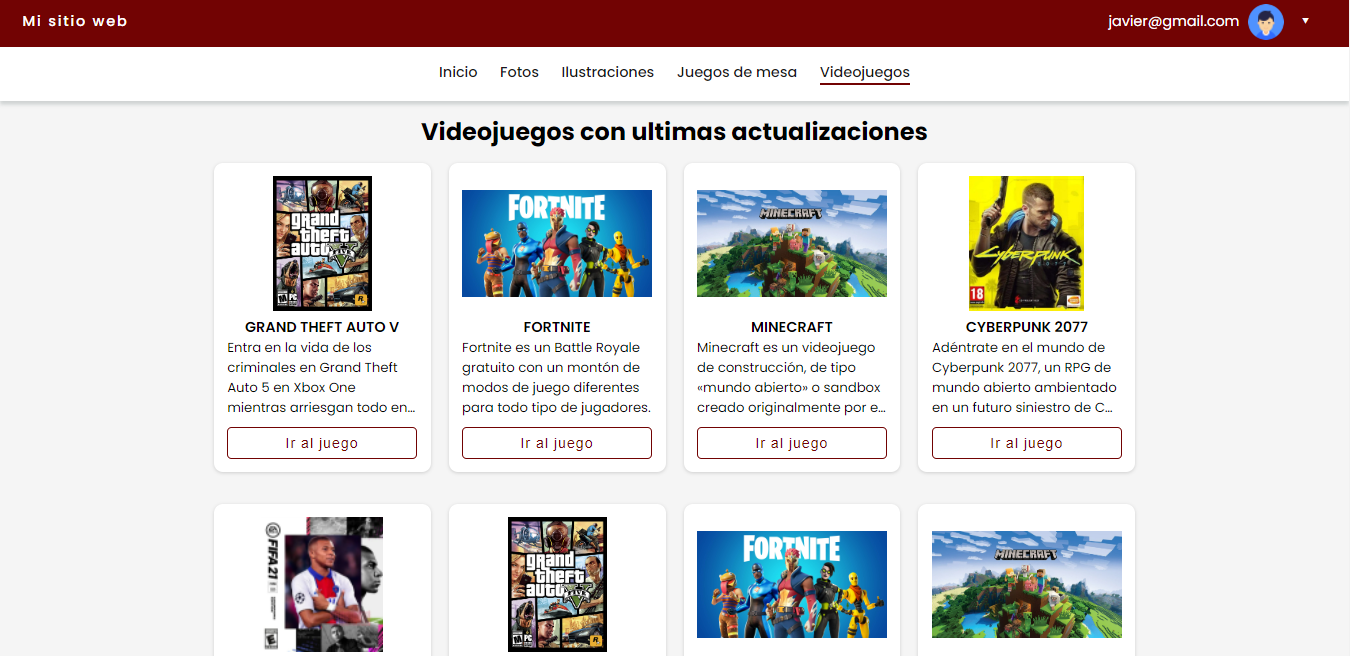 Mi sitio web
javier@gmail.com
▼
Inicio Fotos Ilustraciones Juegos de mesa Videojuegos
Videojuegos con ultimas actualizaciones
grand
theft
auto
V
FIVE
PC
R
GRAND THEFT AUTO V
Entra en la vida de los
criminales en Grand Theft
Auto 5 en Xbox One
mientras arriesgan todo en...
Ir al juego
FORTNITE
FORTNITE
Fortnite es un Battle Royale
gratuito con un montón de
modos de juego diferentes
para todo tipo de jugadores.
Ir al juego
MINECRAFT
MINECRAFT
Minecraft es un videojuego
de construcción, de tipo
«mundo abierto» o sandbox
creado originalmente por e...
Ir al juego
Cyberpunk
18
CYBERPUNK 2077
Adéntrate en el mundo de
Cyberpunk 2077, un RPG de
mundo abierto ambientado
en un futuro siniestro de C...
Ir al juego
FIFA 21
E
grand
theft
auto
V
FIVE
PC
R
FORTNITE
MINECRAFT